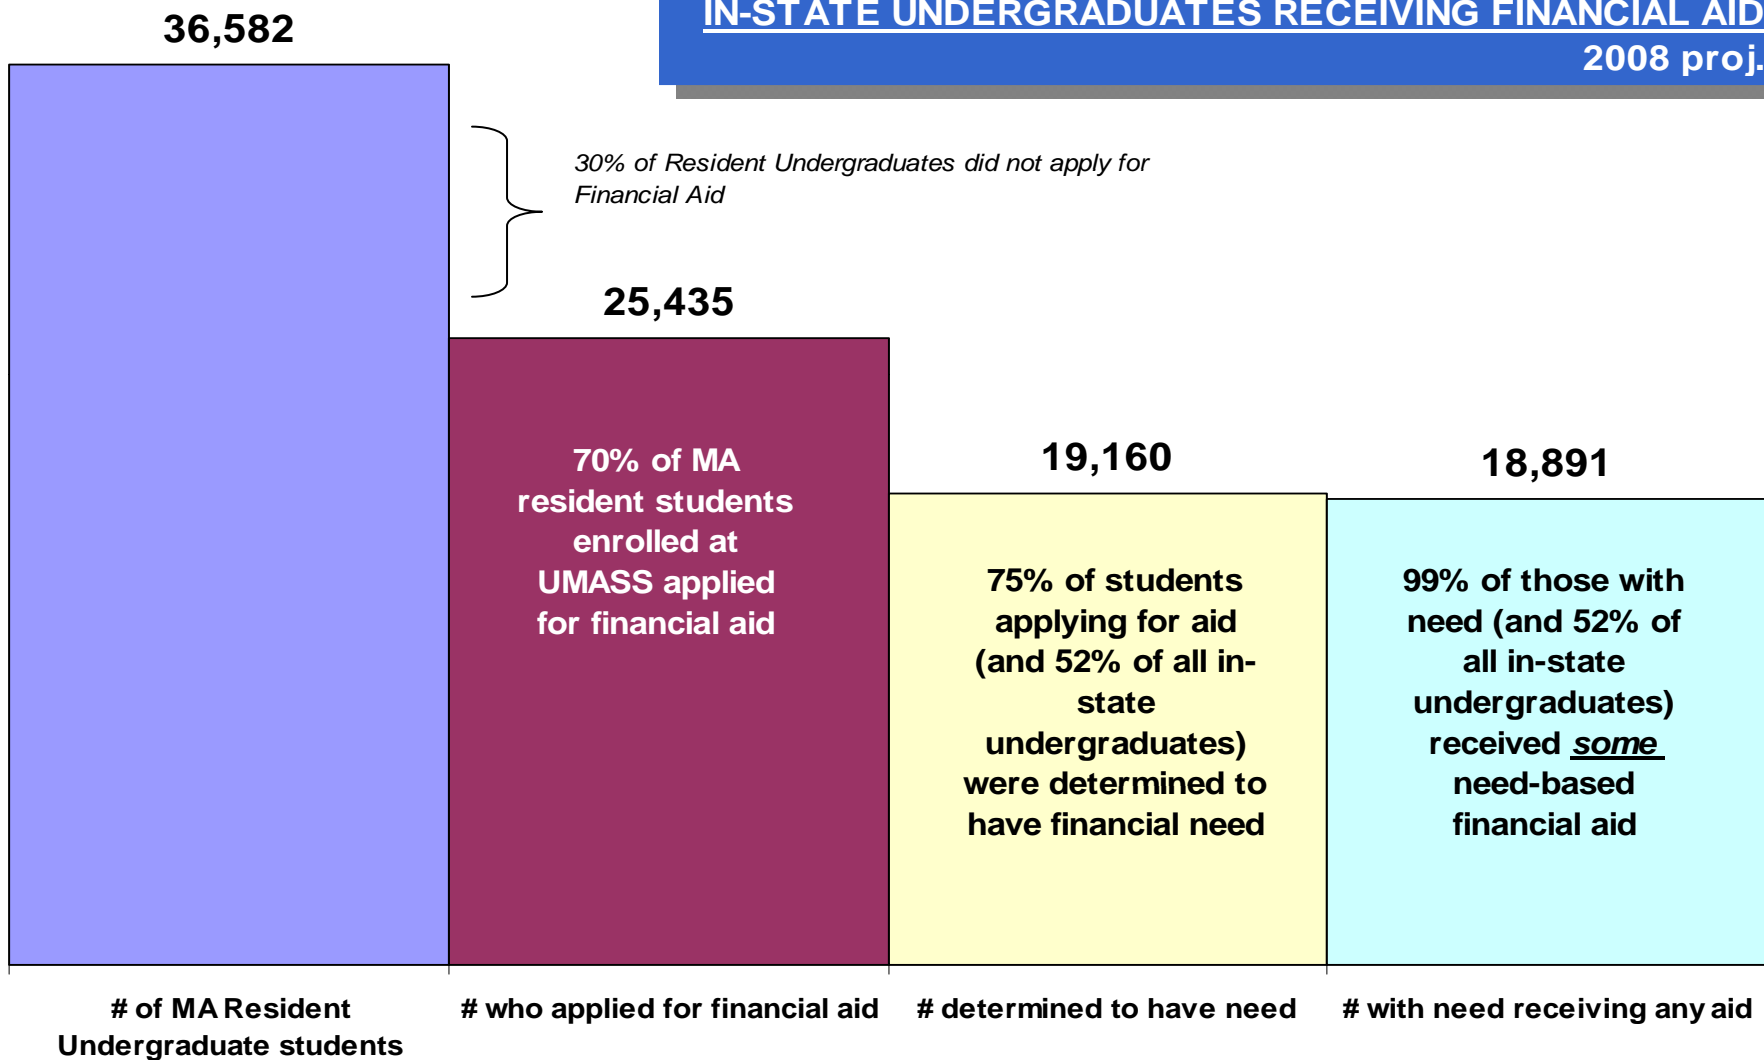 IN-STATE UNDERGRADUATES RECEIVING FINANCIAL AID
2008 proj.
36,582
30% of Resident Undergraduates did not apply for
Financial Aid
25,435
70% of MA
resident students
enrolled at
UMASS applied
for financial aid
19,160
75% of students
applying for aid
(and 52% of all in-
state
undergraduates)
were determined to
have financial need
18,891
99% of those with
need (and 52% of
all in-state
undergraduates)
received some
need-based
financial aid
# of MA Resident
Undergraduate students
# who applied for financial aid
# determined to have need
# with need receiving any aid